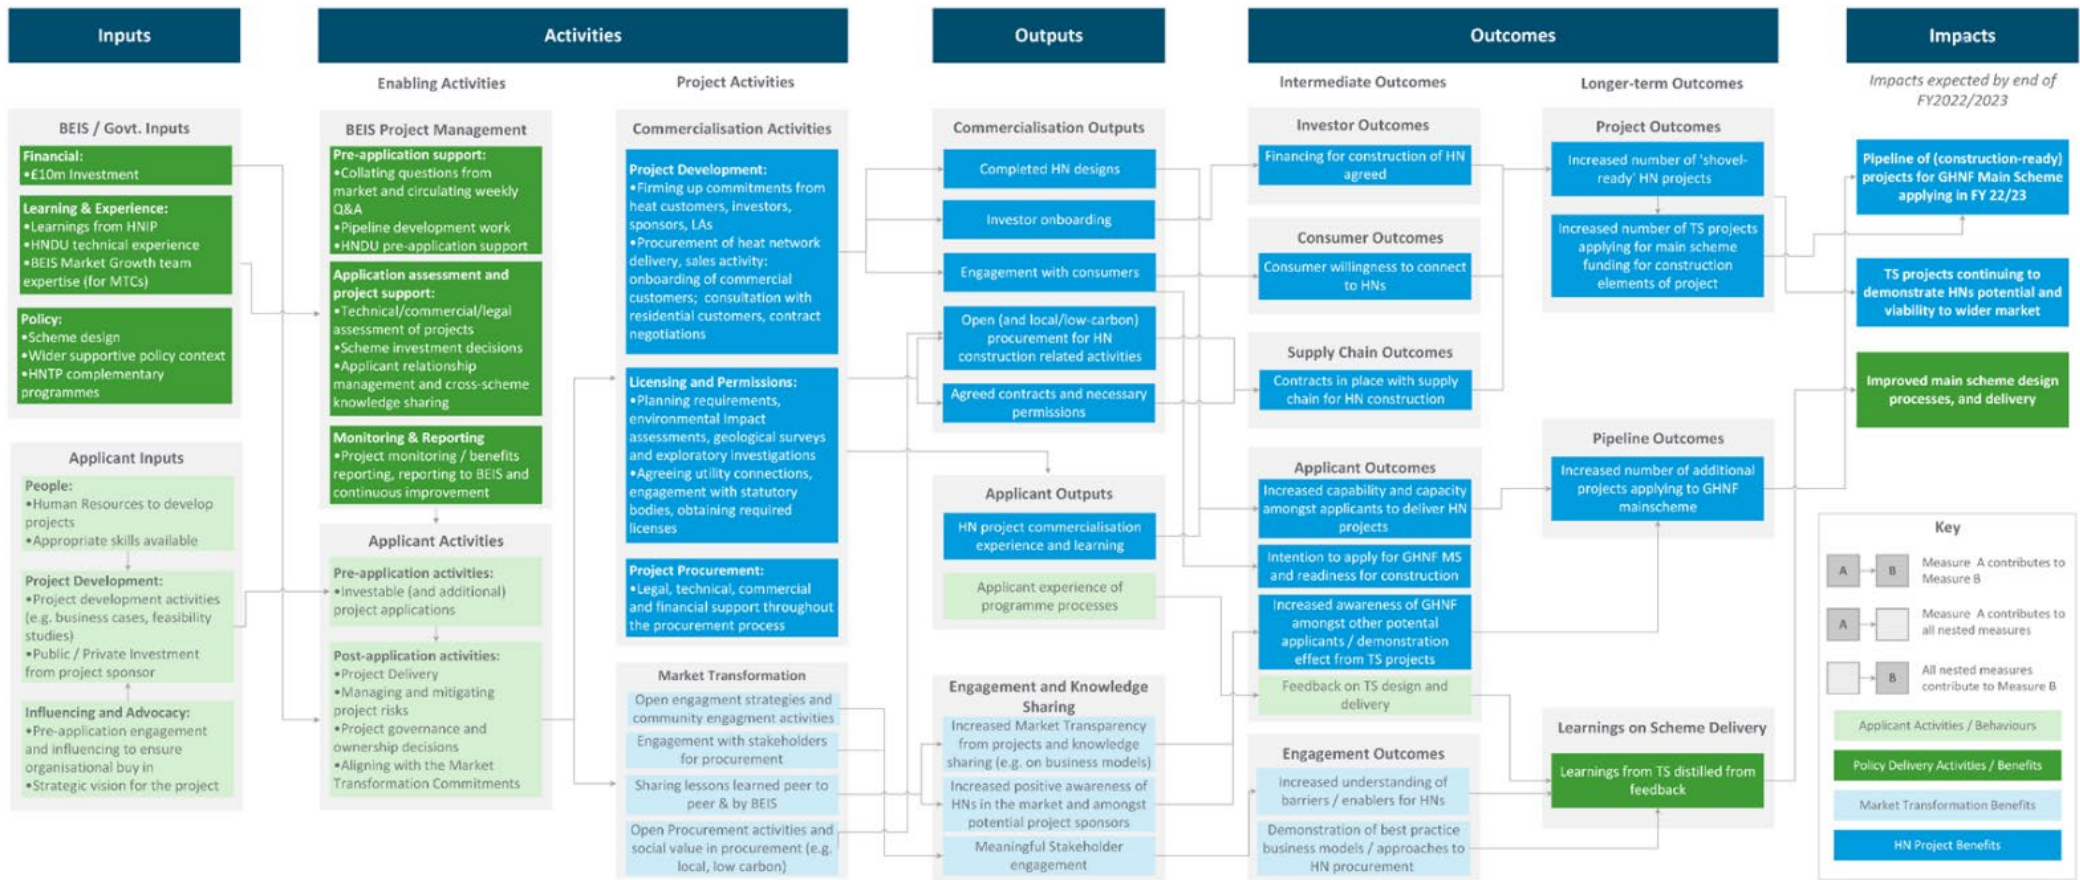 Inputs
Activities
Outputs
Outcomes
Impacts
Enabling Activities
Project Activities
Intermediate Outcomes
Longer-term Outcomes
Impacts expected by end of
FY2022/2023
BEIS / Govt. Inputs
Financial:
•£10m Investment
Learning & Experience:
•Learnings from HNIP
•HNDU technical experience
•BEIS Market Growth team
expertise (for MTCs)
Policy:
•Scheme design
•Wider supportive policy context
•HNTP complementary
programmes
Applicant Inputs
People:
•Human Resources to develop
projects
•Appropriate skills available
Project Development:
•Project development activities
(e.g. business cases, feasibility
studies)
•Public / Private Investment
from project sponsor
Influencing and Advocacy:
•Pre-application engagement
and influencing to ensure
organisational buy in
•Strategic vision for the project
BEIS Project Management
Pre-application support:
•Collating questions from
market and circulating weekly
Q&A
•Pipeline development work
•HNDU pre-application support
Application assessment and
project support:
•Technical/commercial/legal
assessment of projects
•Scheme investment decisions
•Applicant relationship
management and cross-scheme
knowledge sharing
Monitoring & Reporting
•Project monitoring / benefits
reporting, reporting to BEIS and
continuous improvement
Applicant Activities
Pre-application activities:
•Investable (and additional)
project applications
Post-application activities:
•Project Delivery
•Managing and mitigating
project risks
•Project governance and
ownership decisions
•Aligning with the Market
Transformation Commitments
Commercialisation Activities
Project Development:
•Firming up commitments from
heat customers, investors,
sponsors, LAs
•Procurement of heat network
delivery, sales activity:
onboarding of commercial
customers; consultation with
residential customers, contract
negotiations
Licensing and Permissions:
•Planning requirements,
environmental Impact
assessments, geological surveys
and exploratory investigations
•Agreeing utility connections,
engagement with statutory
bodies, obtaining required
licenses
Project Procurement:
•Legal, technical, commercial
and financial support throughout
the procurement process
Market Transformation
Open engagment strategies and
community engagment activities
Engagement with stakeholders
for procurement
Sharing lessons learned peer to
peer & by BEIS
Open Procurement activities and
social value in procurement (e.g.
local, low carbon)
Commercialisation Outputs
Completed HN designs
Investor onboarding
Engagement with consumers
Open (and local/low-carbon)
procurement for HN
construction related activities
Agreed contracts and necessary
permissions
Applicant Outputs
HN project commercialisation
experience and learning
Applicant experience of
programme processes
Engagement and Knowledge
Sharing
Increased Market Transparency
from projects and knowledge
sharing (e.g. on business models)
Increased positive awareness of
HNs in the market and amongst
potential project sponsors
Meaningful Stakeholder
engagement
Investor Outcomes
Financing for construction of HN
agreed
Consumer Outcomes
Consumer willingness to connect
to HNs
Supply Chain Outcomes
Contracts in place with supply
chain for HN construction
Applicant Outcomes
Increased capability and capacity
amongst applicants to deliver HN
projects
Intention to apply for GHNF MS
and readiness for construction
Increased awareness of GHNF
amongst other potental
applicants / demonstration
effect from TS projects
Feedback on TS design and
delivery
Engagement Outcomes
Increased understanding of
barriers / enablers for HNs
Demonstration of best practice
business models / approaches to
HN procurement
Project Outcomes
Increased number of 'shovel-
ready' HN projects
Increased number of TS projects
applying for main scheme
funding for construction
elements of project
Pipeline Outcomes
Increased number of additional
projects applying to GHNF
mainscheme
Learnings on Scheme Delivery
Learnings from TS distilled from
feedback
Pipeline of (construction-ready)
projects for GHNF Main Scheme
applying in FY 22/23
TS projects continuing to
demonstrate HNs potential and
viability to wider market
Improved main scheme design
processes, and delivery
Key
A
B
Measure A contributes to
Measure B
A
Measure A contributes to
all nested measures
B
All nested measures
contribute to Measure B
Applicant Activities / Behaviours
Policy Delivery Activities / Benefits
Market Transformation Benefits
HN Project Benefits